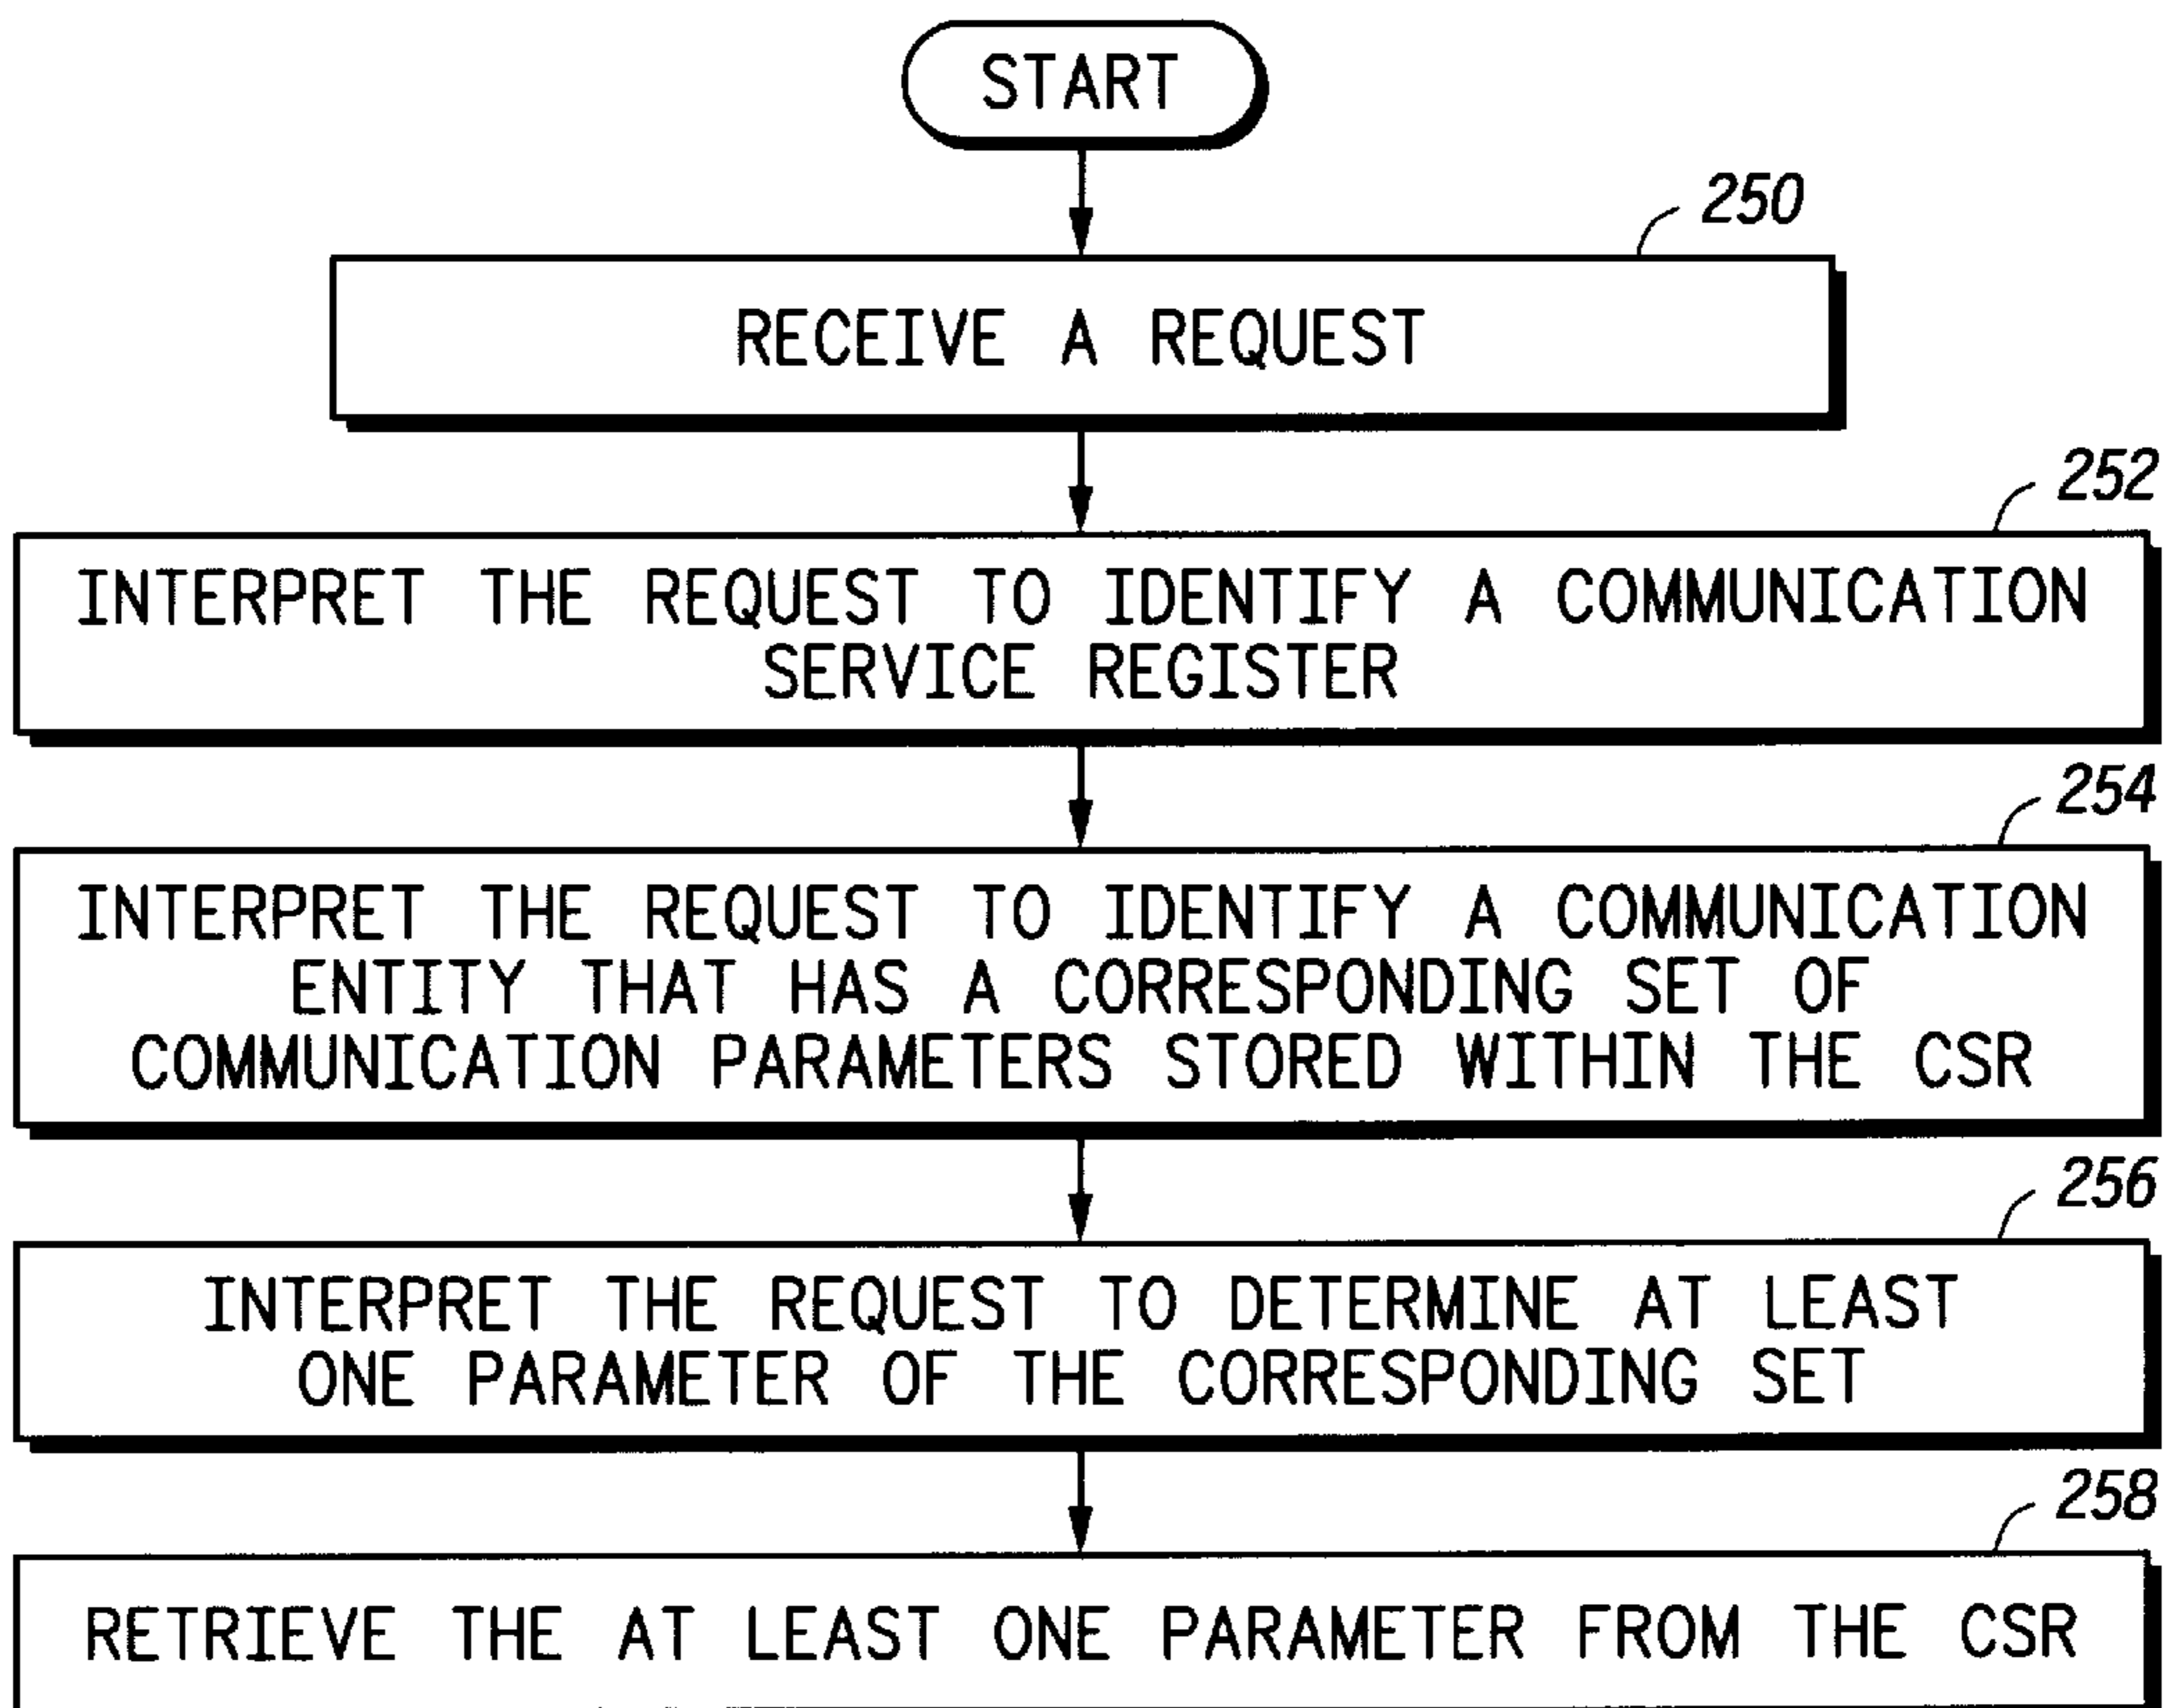 START
250
RECEIVE A REQUEST
252
INTERPRET THE REQUEST TO IDENTIFY A COMMUNICATION
SERVICE REGISTER
254
INTERPRET THE REQUEST TO IDENTIFY A COMMUNICATION
ENTITY THAT HAS A CORRESPONDING SET OF
COMMUNICATION PARAMETERS STORED WITHIN THE CSR
256
INTERPRET THE REQUEST TO DETERMINE AT LEAST
ONE PARAMETER OF THE CORRESPONDING SET
258
RETRIEVE THE AT LEAST ONE PARAMETER FROM THE CSR